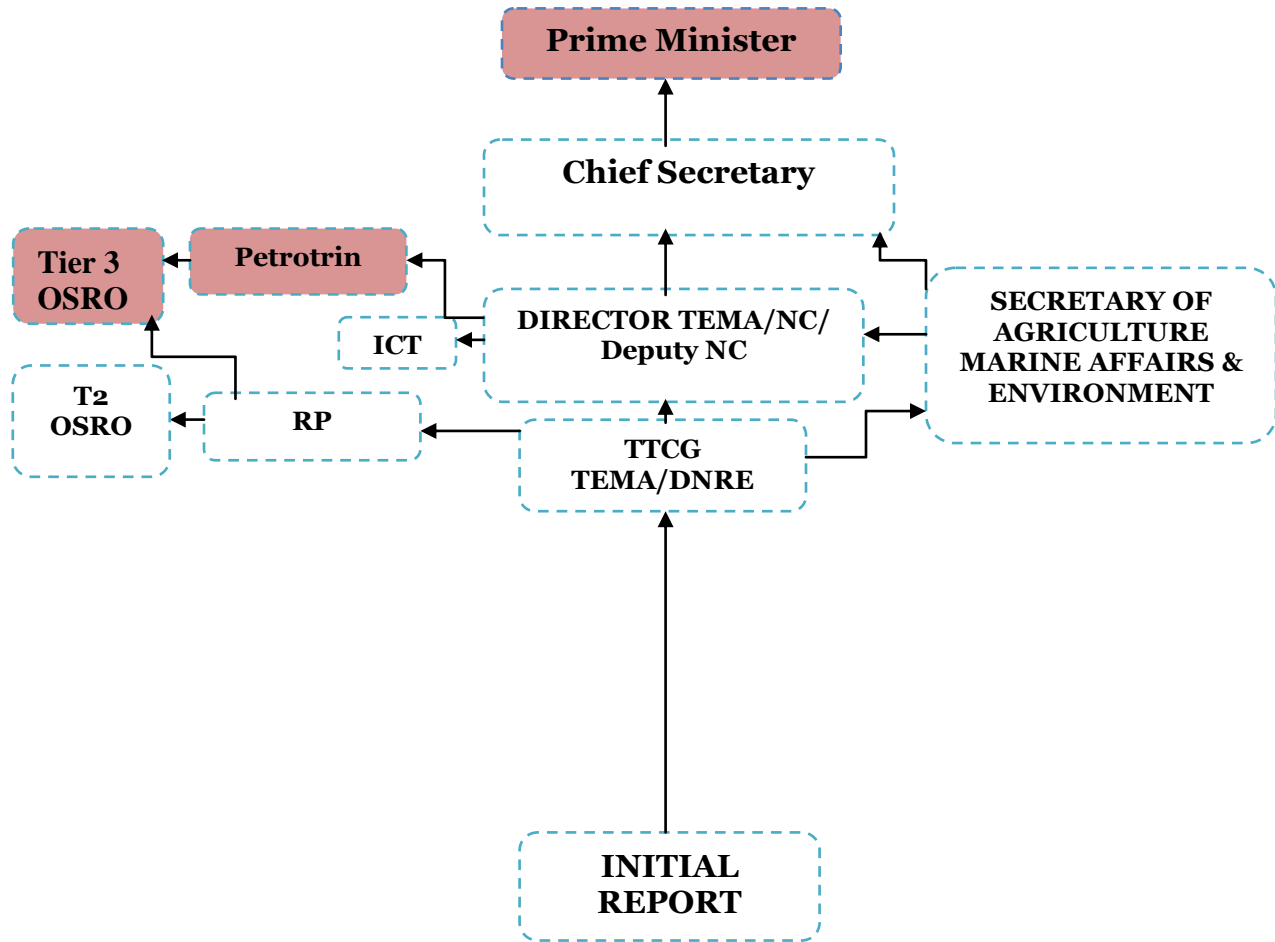 Prime Minister
Chief Secretary
Tier 3
OSRO
Petrotrin
ICT
DIRECTOR TEMA/NC/
Deputy NC
SECRETARY OF
AGRICULTURE
MARINE AFFAIRS &
ENVIRONMENT
T2
OSRO
RP
TTCG
TEMA/DNRE
INITIAL
REPORT